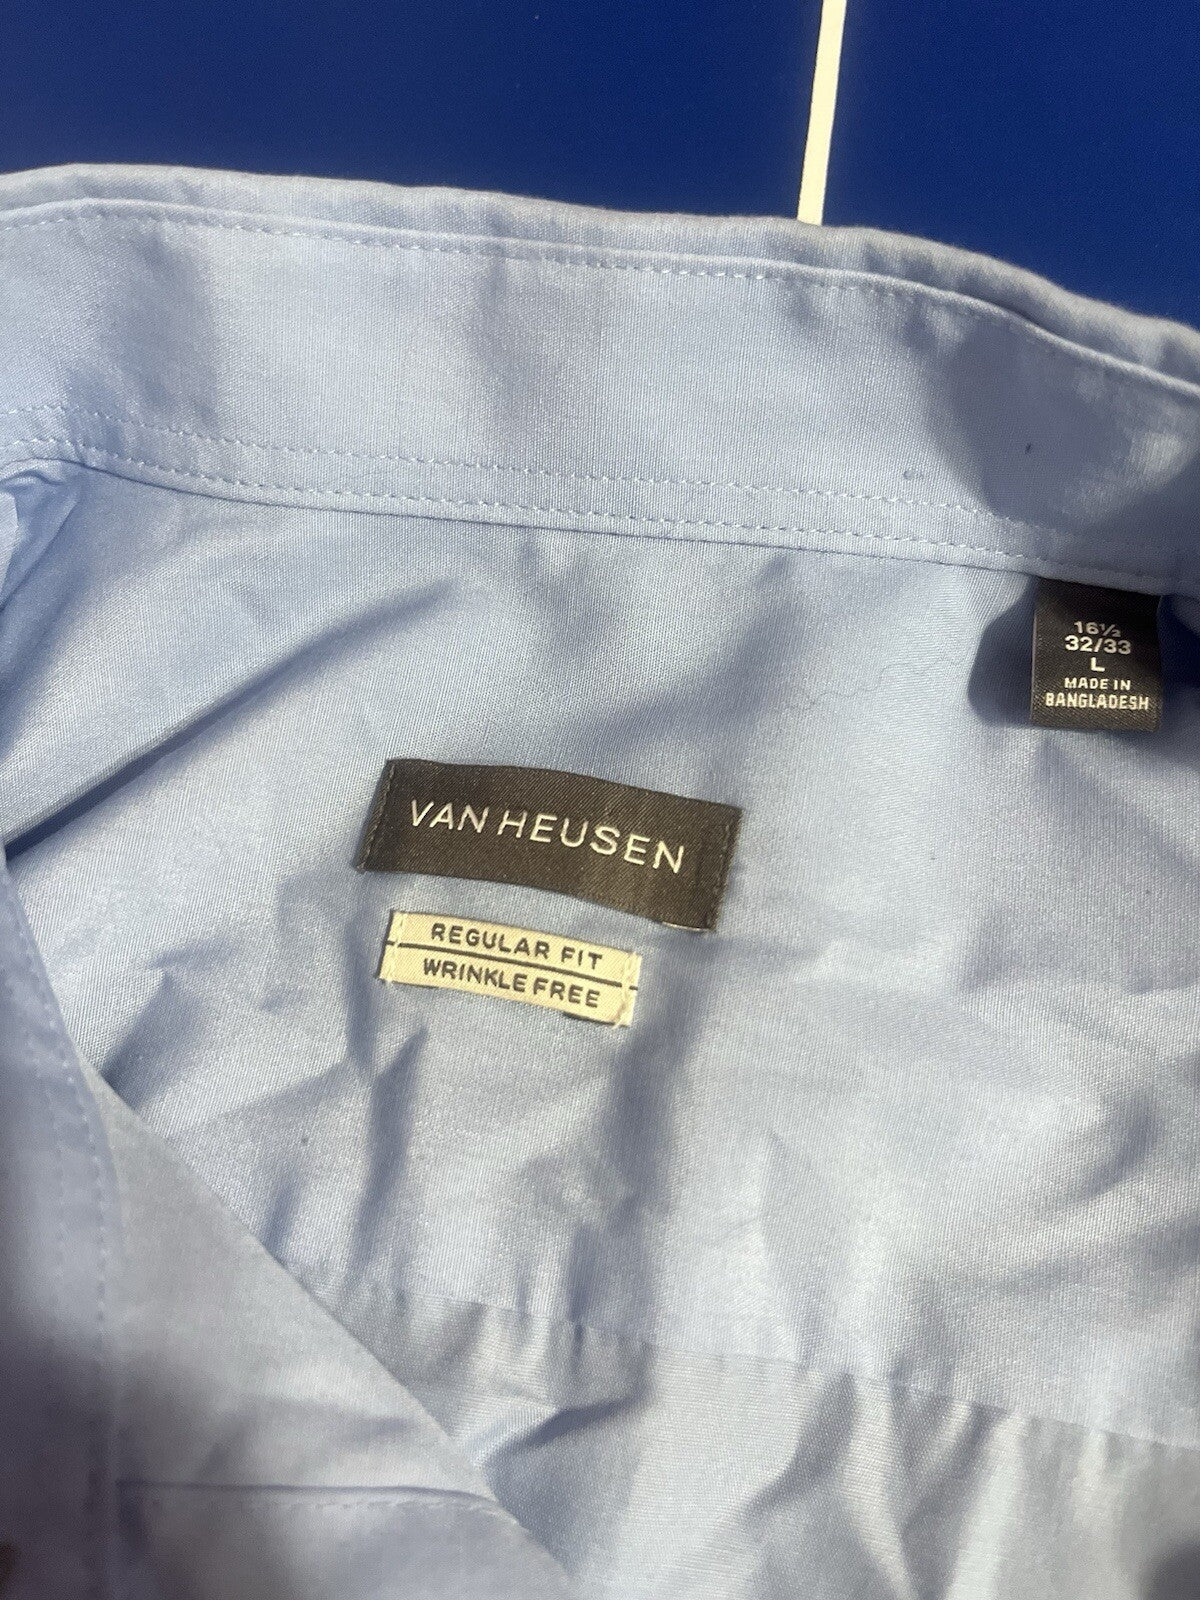 16½
32/33
L
MADE IN
BANGLADESH
VAN HEUSEN
REGULAR FIT
WRINKLE FREE